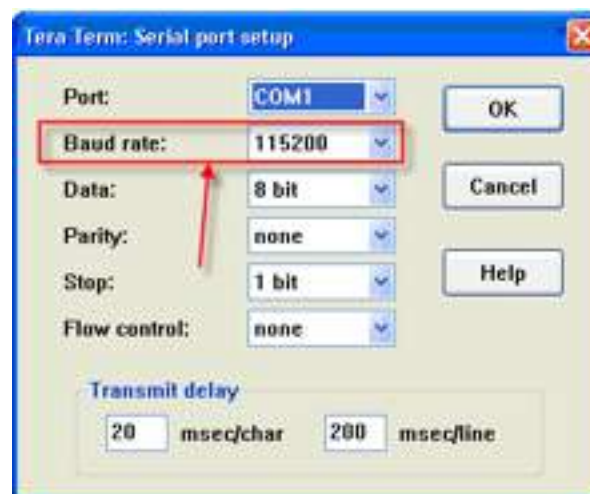 Tera Term: Serial port setup
Port: COM1 OK
Baud rate: 115200
Data: 8 bit Cancel
Parity: none
Stop: 1 bit Help
Flow control: none
Transmit delay
20 msec/char 200 msec/line